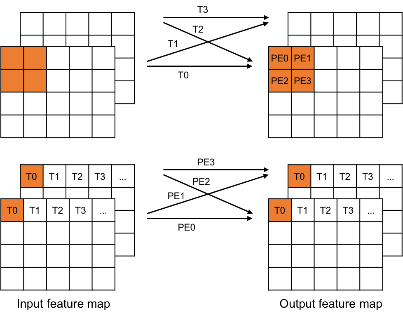 T3
T2
T1
T0
PE0 PE1
PE2 PE3
T0 T1 T2 T3 ...
T0 T1 T2 T3 ...
PE3
PE2
PE1
PE0
T0 T1 T2 T3 ...
T0 T1 T2 T3 ...
Input feature map
Output feature map